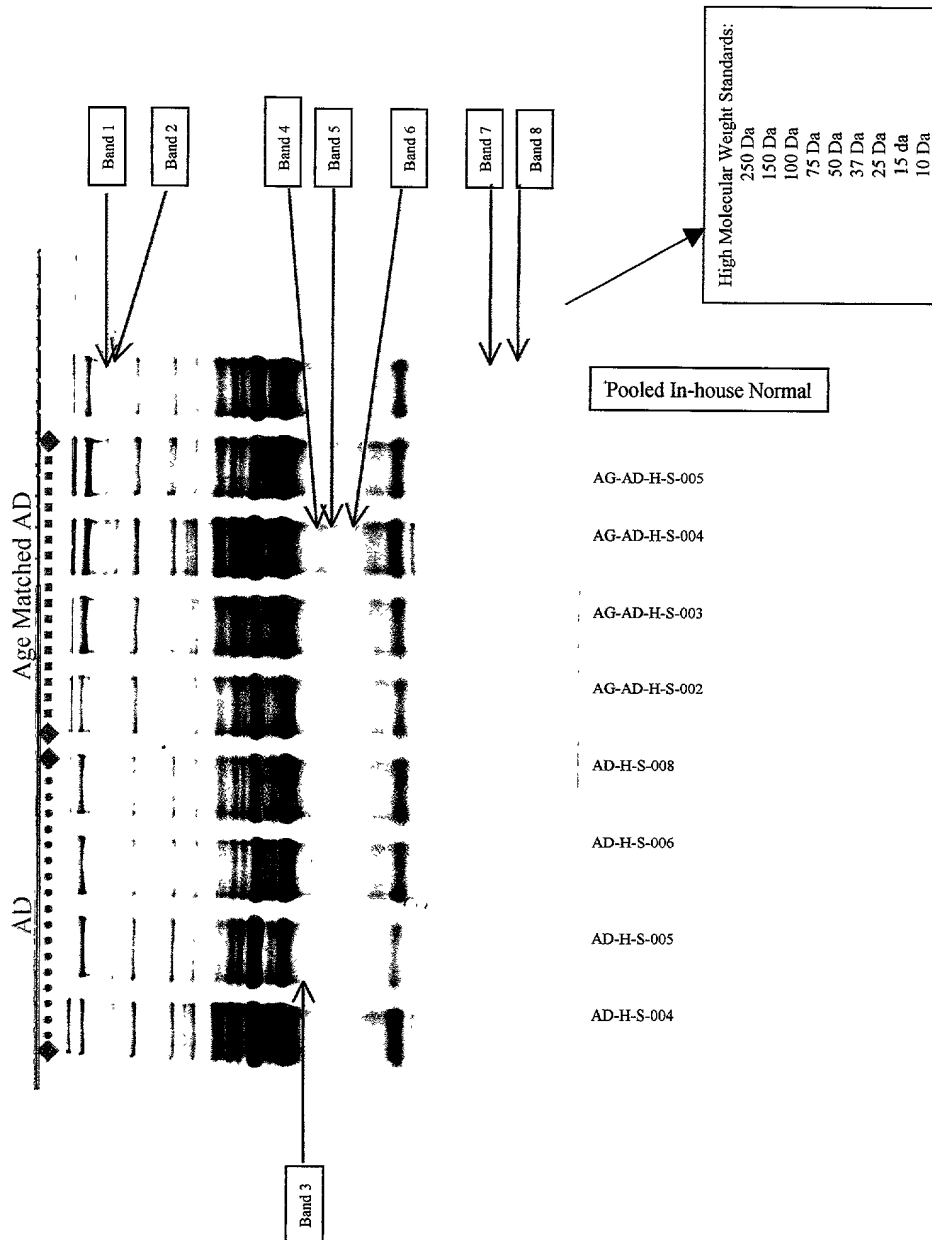 AD
Age Matched AD
Band 1
Band 2
Band 3
Band 4
Band 5
Band 6
Band 7
Band 8
Pooled In-house Normal
AG-AD-H-S-005
AG-AD-H-S-004
AG-AD-H-S-003
AG-AD-H-S-002
AD-H-S-008
AD-H-S-006
AD-H-S-005
AD-H-S-004
High Molecular Weight Standards:
250 Da
150 Da
100 Da
75 Da
50 Da
37 Da
25 Da
15 da
10 Da